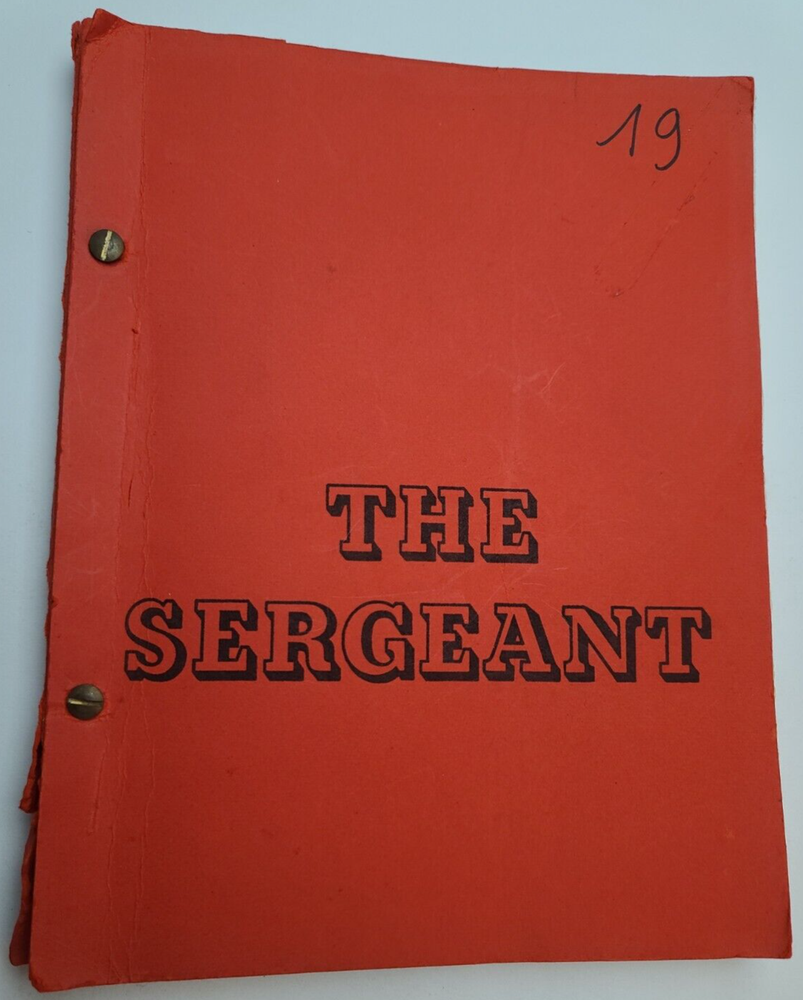 19
THE
SERGEANT